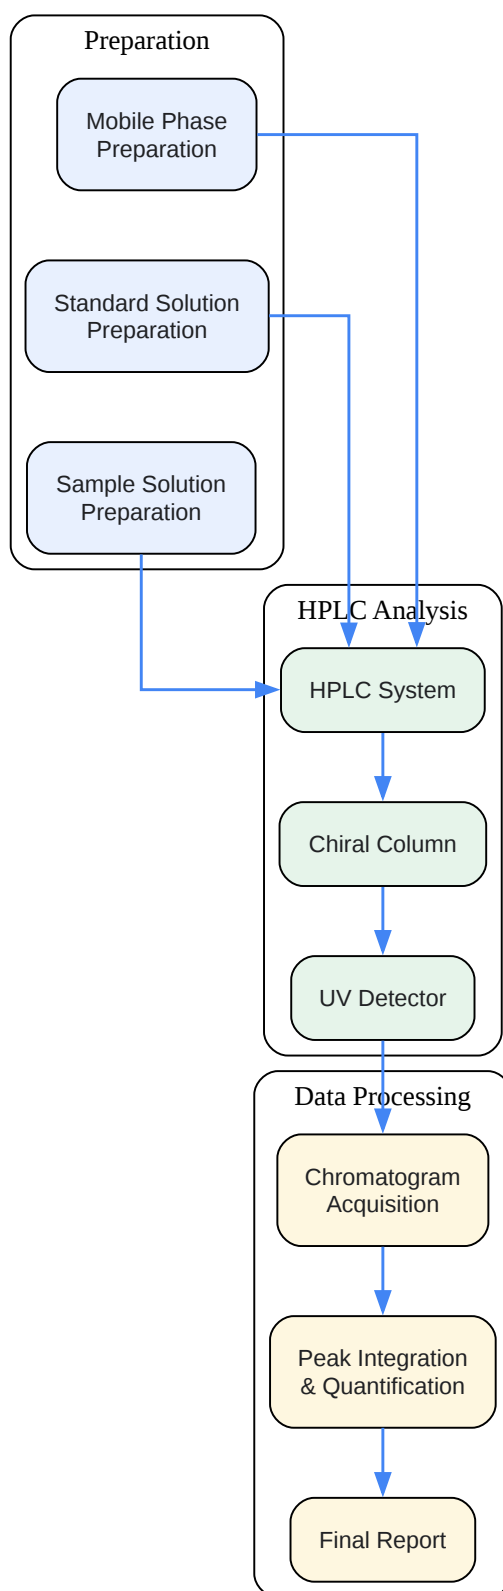 Preparation
Mobile Phase
Preparation
Standard Solution
Preparation
Sample Solution
Preparation
HPLC Analysis
HPLC System
Chiral Column
UV Detector
Data Processing
Chromatogram
Acquisition
Peak Integration
& Quantification
Final Report